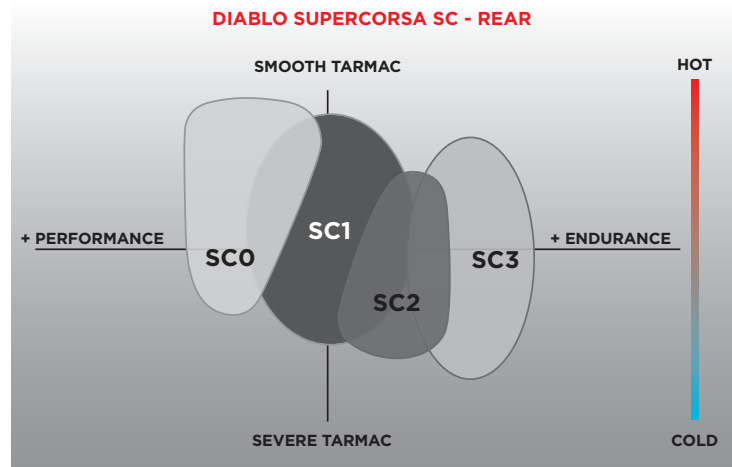 DIABLO SUPERCORSA SC - REAR
SMOOTH TARMAC
HOT
+ PERFORMANCE
SC0
SC1
SC2
SC3
+ ENDURANCE
SEVERE TARMAC
COLD